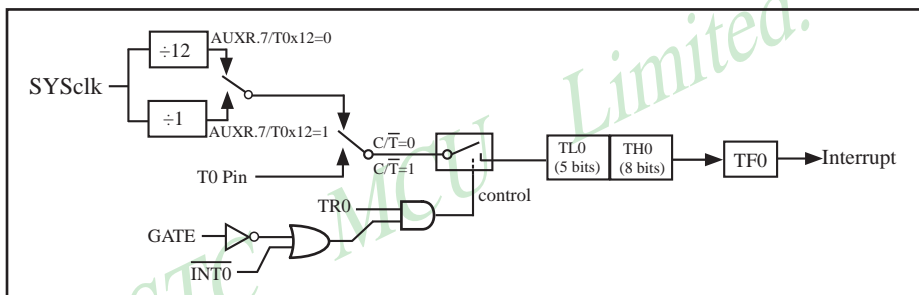 AUXR.7/T0x12=0
÷12
SYSclk
÷1
AUXR.7/T0x12=1
C/T̅=0
C/T̅=1
T0 Pin
TL0
(5 bits)
TH0
(8 bits)
TF0
Interrupt
control
TR0
GATE
I̅N̅T̅0̅
STC MCU Limited.